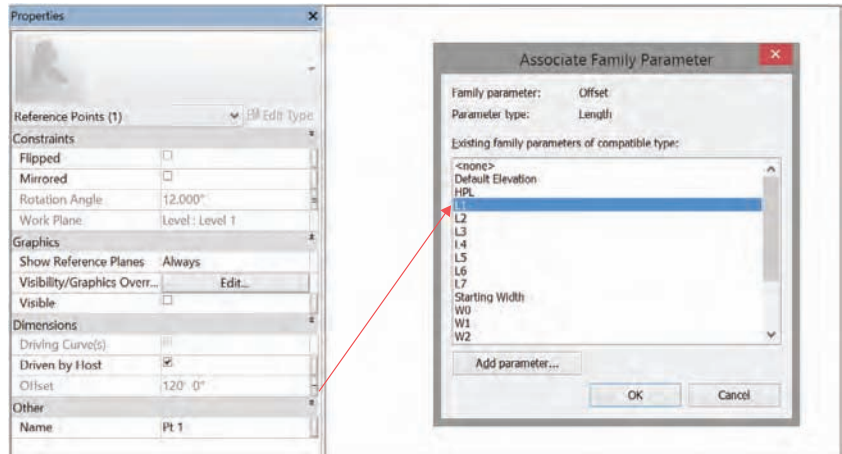 Properties
Reference Points (1)
Edit Type
Constraints
Flipped
Mirrored
Rotation Angle 12.000°
Work Plane Level : Level 1
Graphics
Show Reference Planes Always
Visibility/Graphics Overr... Edit...
Visible
Dimensions
Driving Curve(s)
Driven by Host
Offset 120' 0"
Other
Name Pt 1
Associate Family Parameter
Family parameter: Offset
Parameter type: Length
Existing family parameters of compatible type:
<none>
Default Elevation
HPL
L1
L2
L3
L4
L5
L6
L7
Starting Width
W0
W1
W2
Add parameter...
OK Cancel